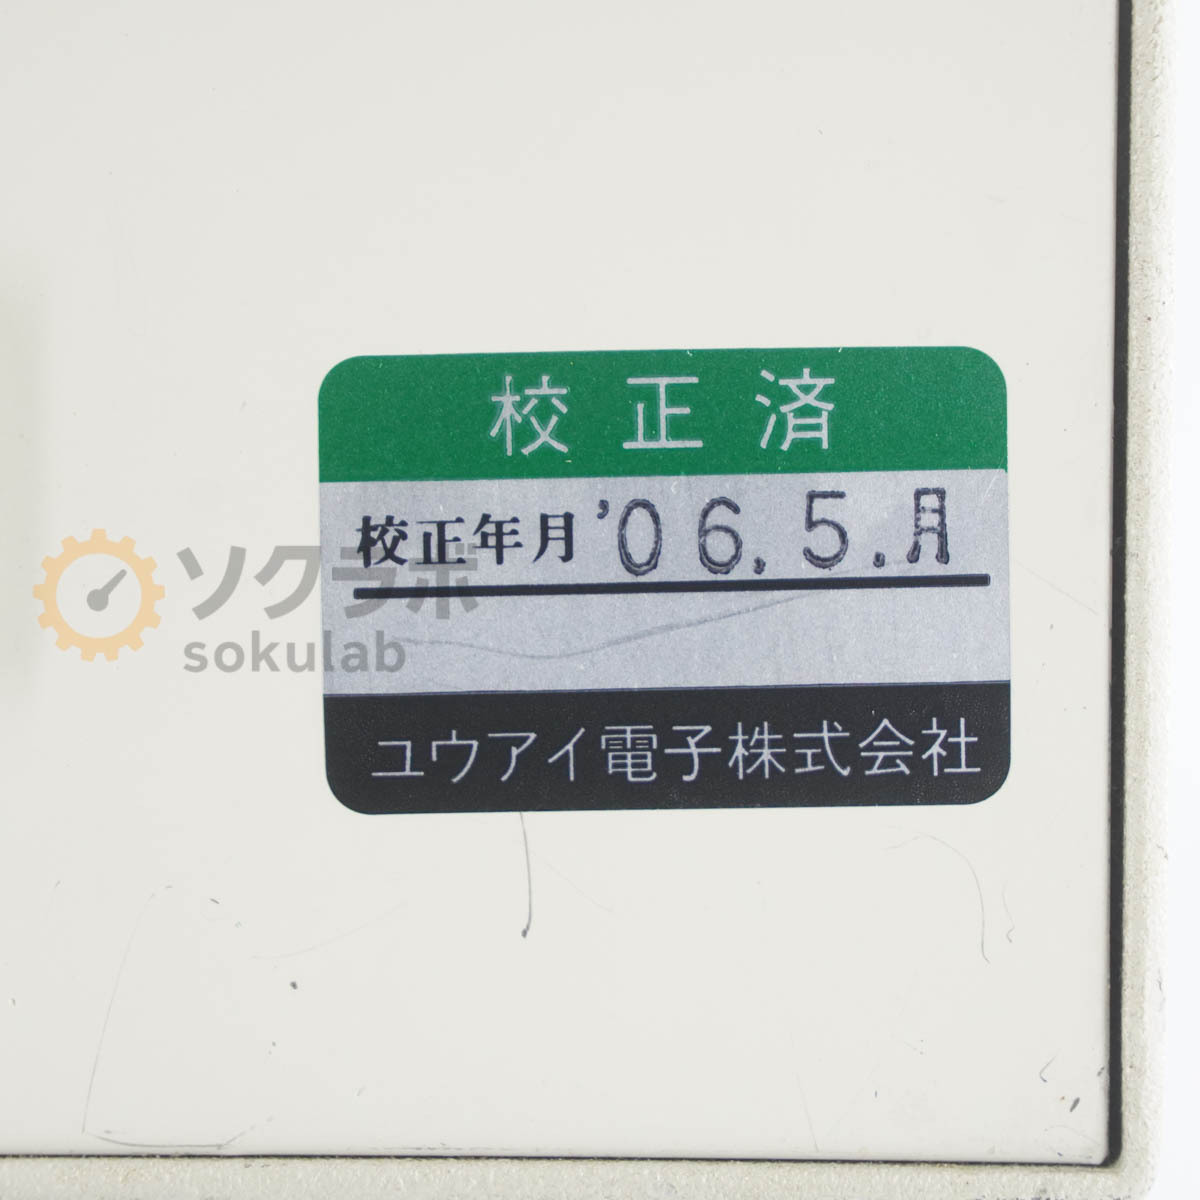 校正済
校正年月 '06.5.月
ソクラボ
sokulab
ユウアイ電子株式会社